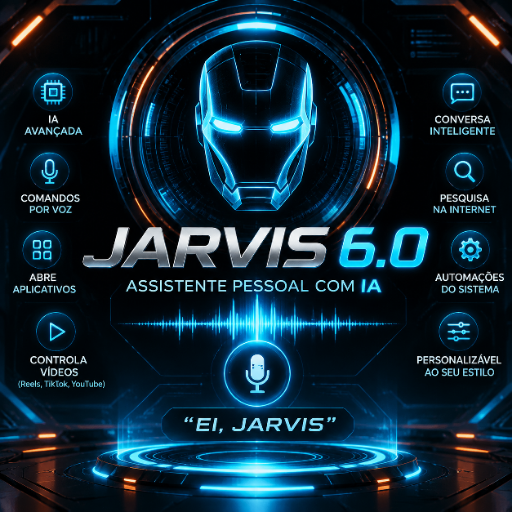 IA
AVANÇADA
COMANDOS
POR VOZ
ABRE
APLICATIVOS
CONTROLA
VÍDEOS
(Reels, TikTok, YouTube)
CONVERSA
INTELIGENTE
PESQUISA
NA INTERNET
AUTOMAÇÕES
DO SISTEMA
PERSONALIZÁVEL
AO SEU ESTILO
JARVIS 6.0
ASSISTENTE PESSOAL COM IA
“EI, JARVIS”